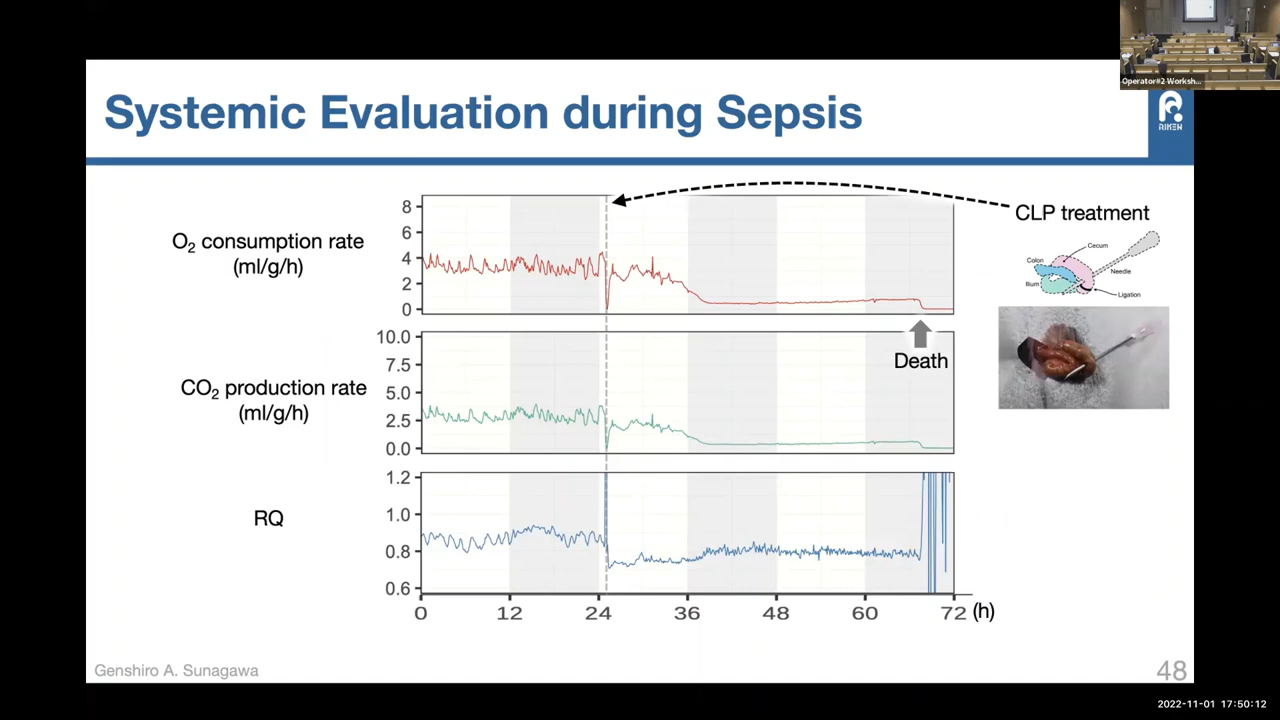 Operator#2 Worksh...
Systemic Evaluation during Sepsis
RIKEN
O2 consumption rate
(ml/g/h)
8
6
4
2
0
CLP treatment
Cecum
Colon
Needle
Ileum
Ligation
Death
CO2 production rate
(ml/g/h)
10.0
7.5
5.0
2.5
0.0
RQ
1.2
1.0
0.8
0.6
0 12 24 36 48 60 72 (h)
Genshiro A. Sunagawa
48
2022-11-01 17:50:12